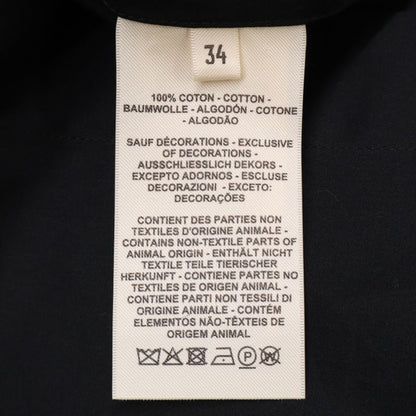 34
100% COTON - COTTON -
BAUMWOLLE - ALGODÓN - COTONE
- ALGODÃO
SAUF DÉCORATIONS - EXCLUSIVE
OF DECORATIONS -
AUSSCHLIESSLICH DEKORS -
EXCEPTO ADORNOS - ESCLUSE
DECORAZIONI - EXCETO:
DECORAÇÕES
CONTIENT DES PARTIES NON
TEXTILES D'ORIGINE ANIMALE -
CONTAINS NON-TEXTILE PARTS OF
ANIMAL ORIGIN - ENTHÄLT NICHT
TEXTILE TEILE TIERISCHER
HERKUNFT - CONTIENE PARTES NO
TEXTILES DE ORIGEN ANIMAL -
CONTIENE PARTI NON TESSILI DI
ORIGINE ANIMALE - CONTÉM
ELEMENTOS NÃO-TÊXTEIS DE
ORIGEM ANIMAL